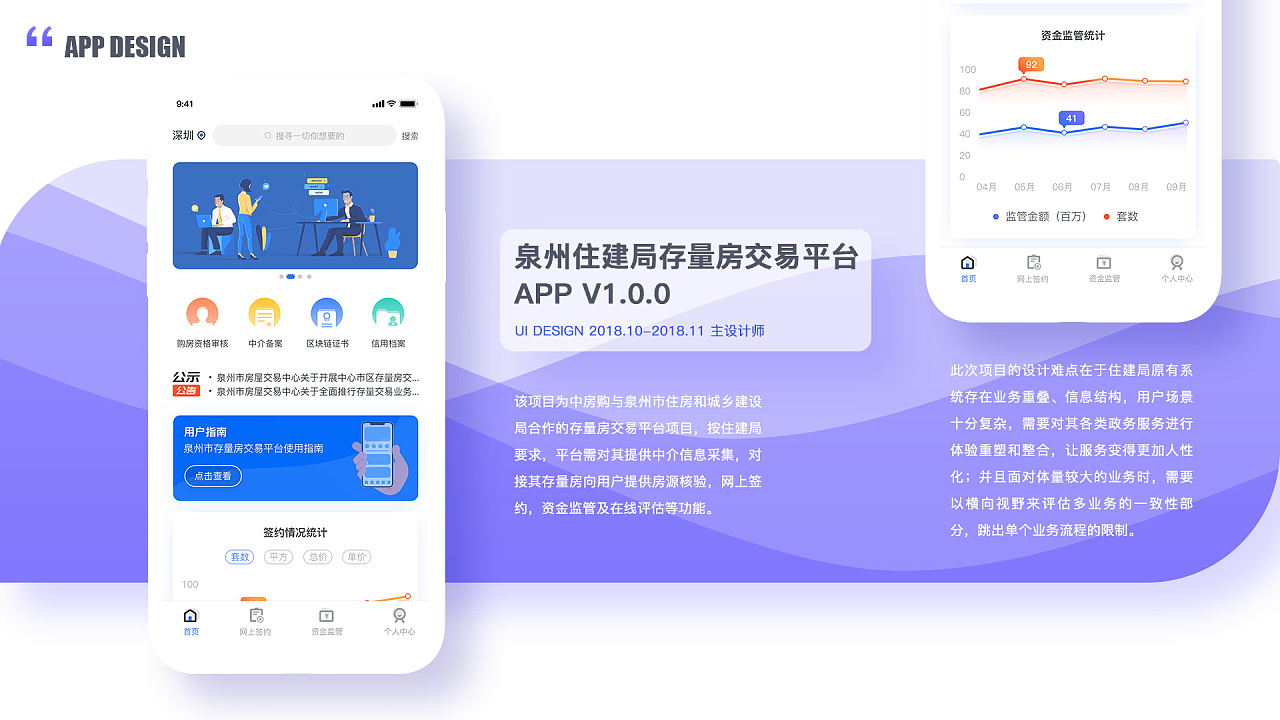 APP DESIGN
9:41
深圳
搜寻一切你想要的
搜索
购房资格审核
中介备案
区块链证书
信用档案
公示
· 泉州市房屋交易中心关于开展中心市区存量房交...
公告
· 泉州市房屋交易中心关于全面推行存量交易业务...
用户指南
泉州市存量房交易平台使用指南
点击查看
签约情况统计
套数
平方
总价
单价
100
首页
网上签约
资金监管
个人中心
泉州住建局存量房交易平台
APP V1.0.0
UI DESIGN 2018.10-2018.11 主设计师
该项目为中房购与泉州市住房和城乡建设
局合作的存量房交易平台项目，按住建局
要求，平台需对其提供中介信息采集，对
接其存量房向用户提供房源核验，网上签
约，资金监管及在线评估等功能。
资金监管统计
100
80
60
40
20
0
92
41
04月
05月
06月
07月
08月
09月
监管金额（百万）
套数
首页
网上签约
资金监管
个人中心
此次项目的设计难点在于住建局原有系
统存在业务重叠、信息结构，用户场景
十分复杂，需要对其各类政务服务进行
体验重塑和整合，让服务变得更加人性
化；并且面对体量较大的业务时，需要
以横向视野来评估多业务的一致性部
分，跳出单个业务流程的限制。